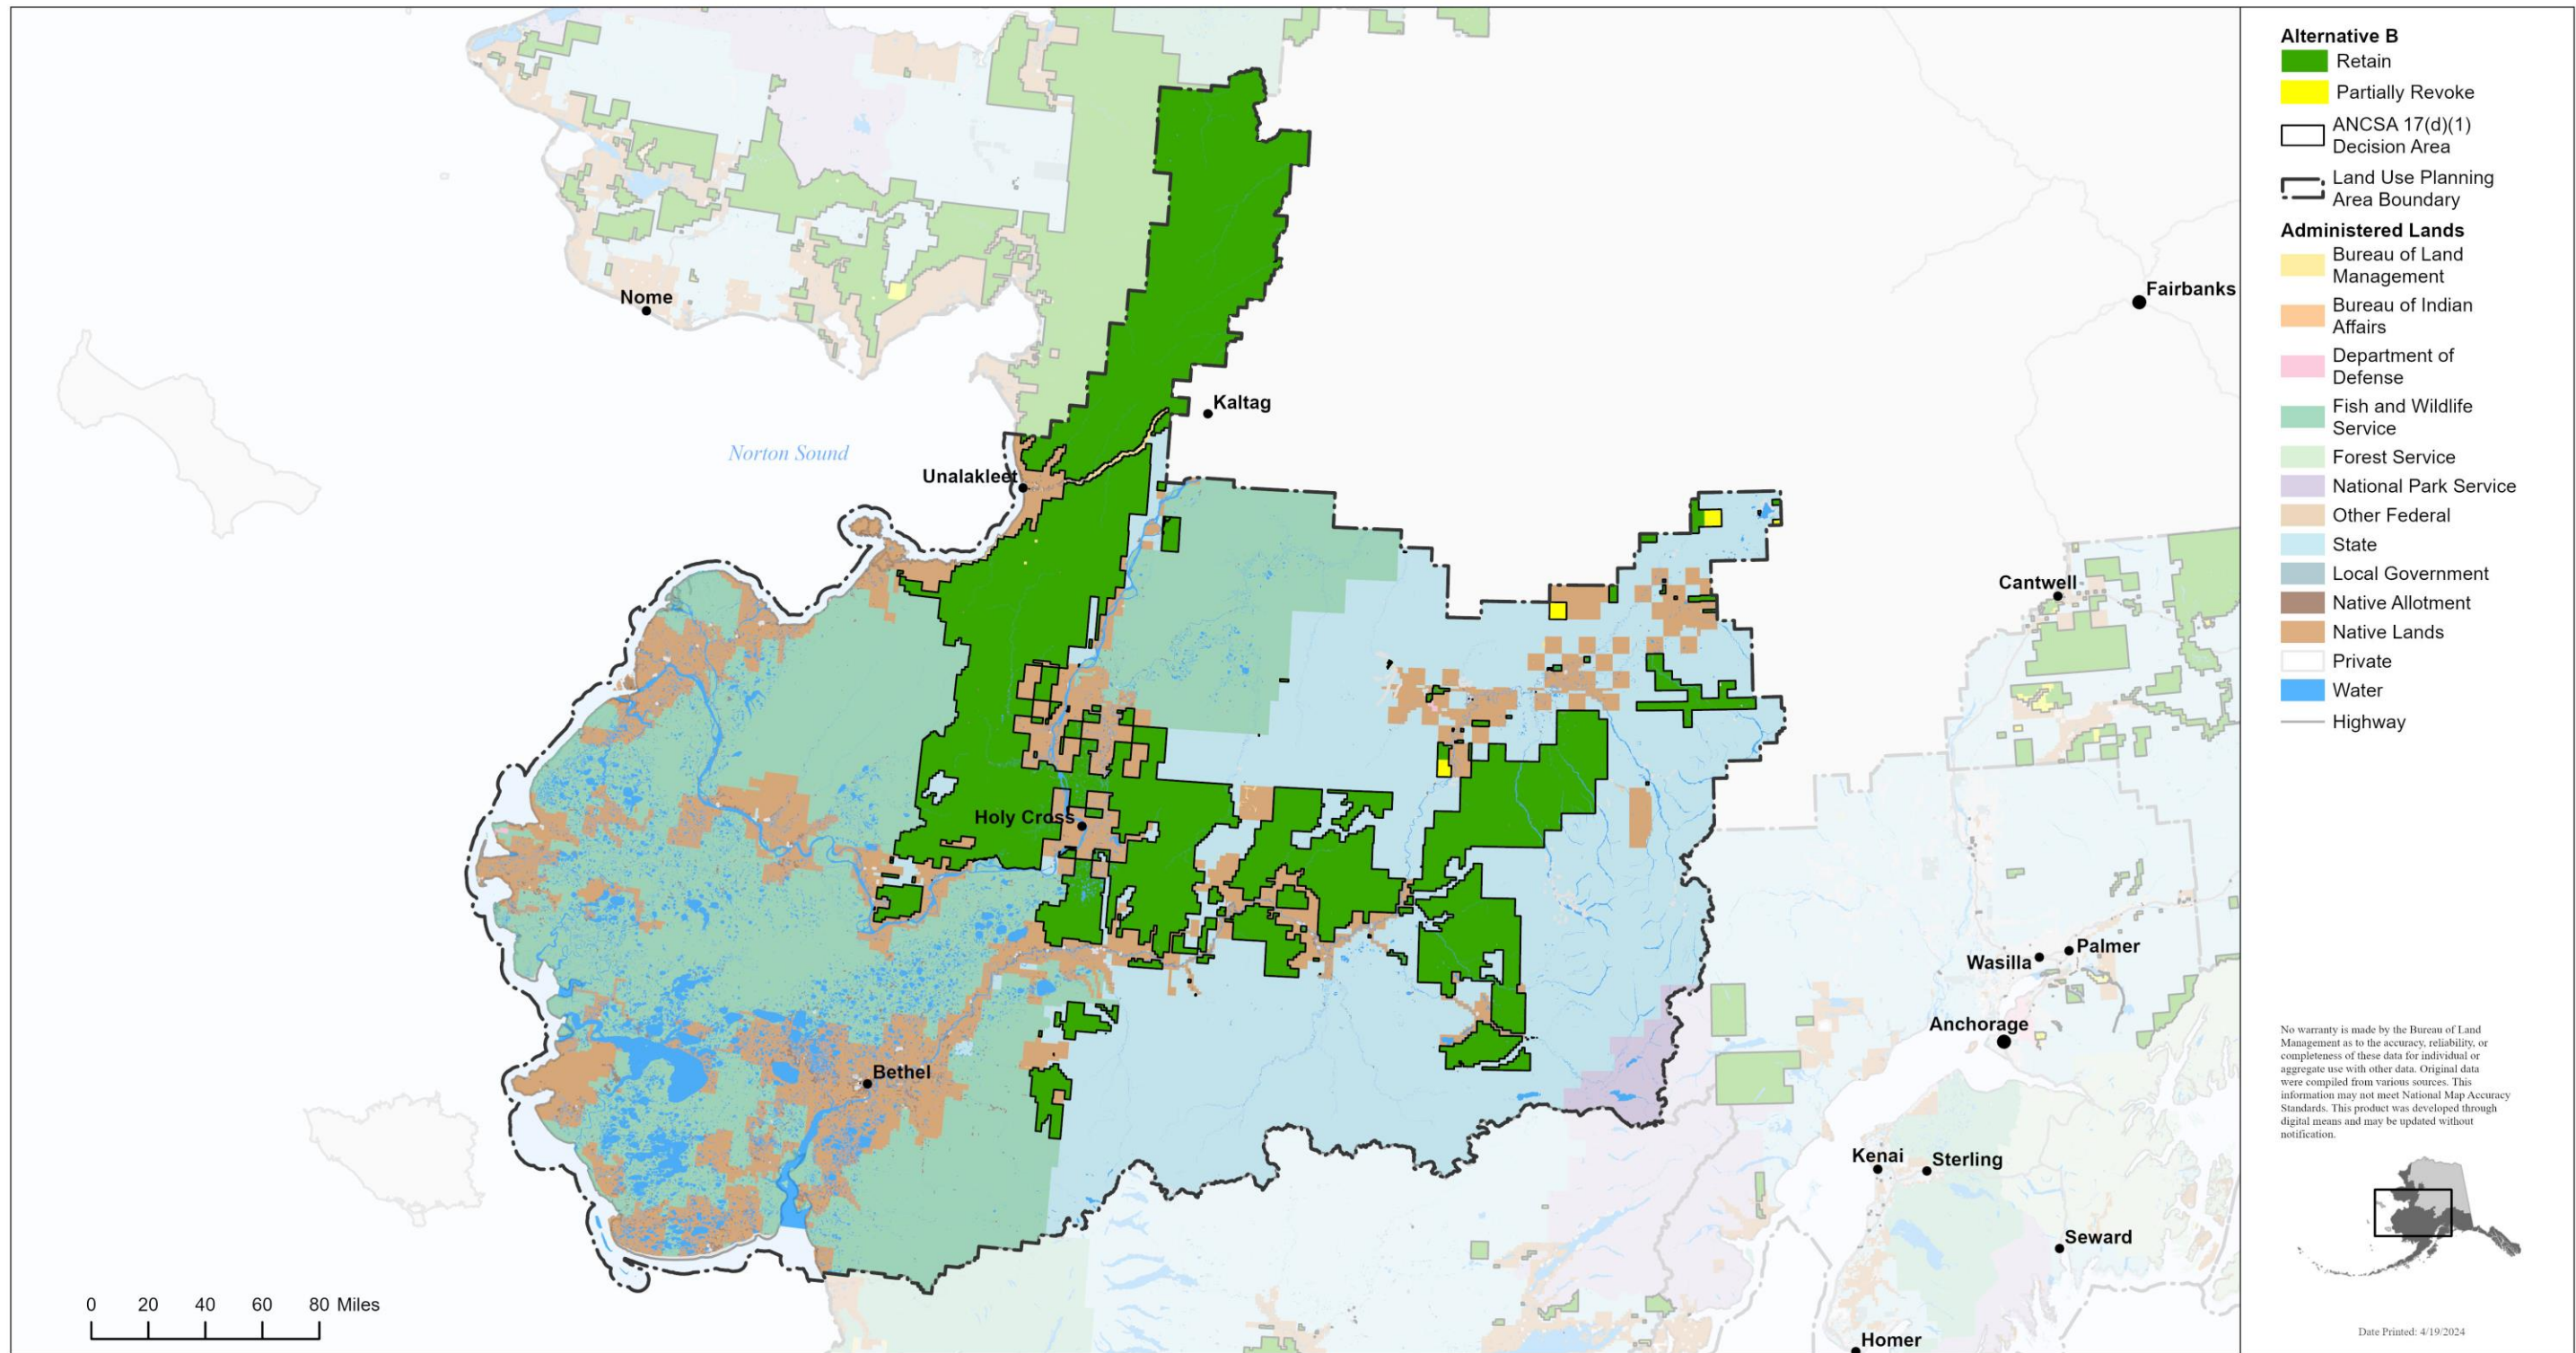 Nome
Fairbanks
Kaltag
Norton Sound
Unalakleet
Cantwell
Holy Cross
Palmer
Wasilla
Anchorage
Bethel
Kenai
Sterling
Seward
Homer
0 20 40 60 80 Miles
Alternative B
Retain
Partially Revoke
ANCSA 17(d)(1)
Decision Area
Land Use Planning
Area Boundary
Administered Lands
Bureau of Land
Management
Bureau of Indian
Affairs
Department of
Defense
Fish and Wildlife
Service
Forest Service
National Park Service
Other Federal
State
Local Government
Native Allotment
Native Lands
Private
Water
Highway
No warranty is made by the Bureau of Land
Management as to the accuracy, reliability, or
completeness of these data for individual or
aggregate use with other data. Original data
were compiled from various sources. This
information may not meet National Map Accuracy
Standards. This product was developed through
digital means and may be updated without
notification.
Date Printed: 4/19/2024